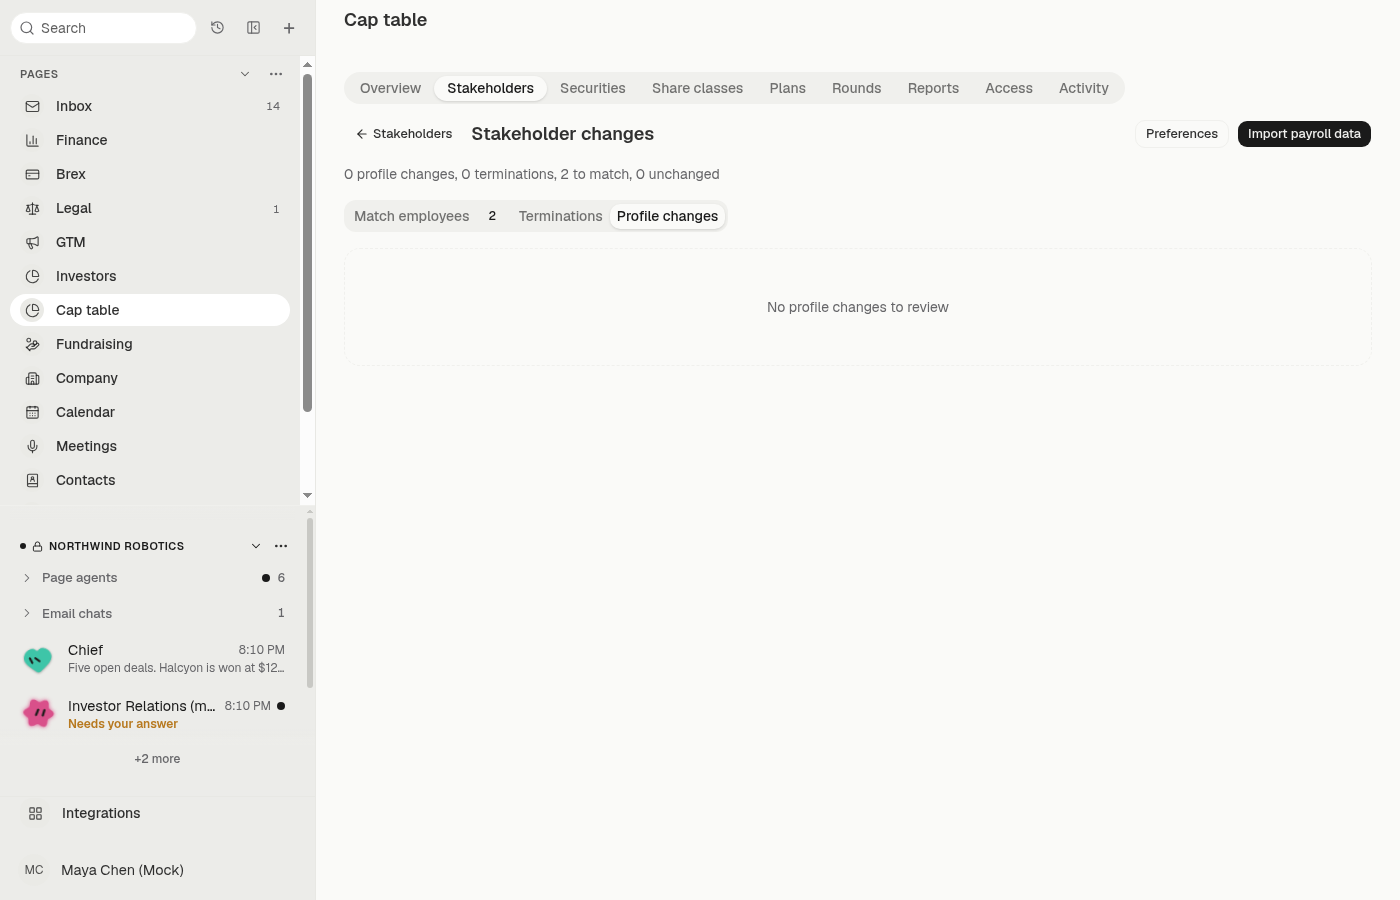 Search
PAGES
Inbox 14
Finance
Brex
Legal 1
GTM
Investors
Cap table
Fundraising
Company
Calendar
Meetings
Contacts
NORTHWIND ROBOTICS
Page agents 6
Email chats 1
Chief 8:10 PM
Five open deals. Halcyon is won at $12…
Investor Relations (m… 8:10 PM
Needs your answer
+2 more
Integrations
MC Maya Chen (Mock)
Cap table
Overview Stakeholders Securities Share classes Plans Rounds Reports Access Activity
Stakeholders Stakeholder changes Preferences Import payroll data
0 profile changes, 0 terminations, 2 to match, 0 unchanged
Match employees 2 Terminations Profile changes
No profile changes to review